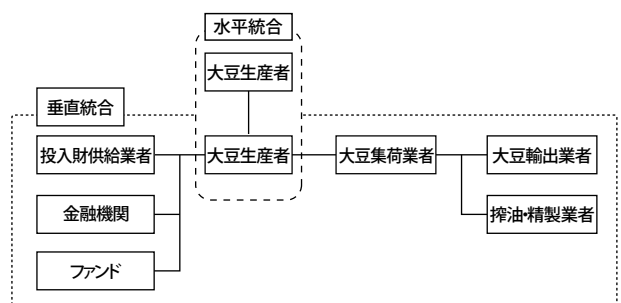 水平統合
大豆生産者
垂直統合
投入財供給業者
大豆生産者
大豆集荷業者
大豆輸出業者
金融機関
搾油・精製業者
ファンド